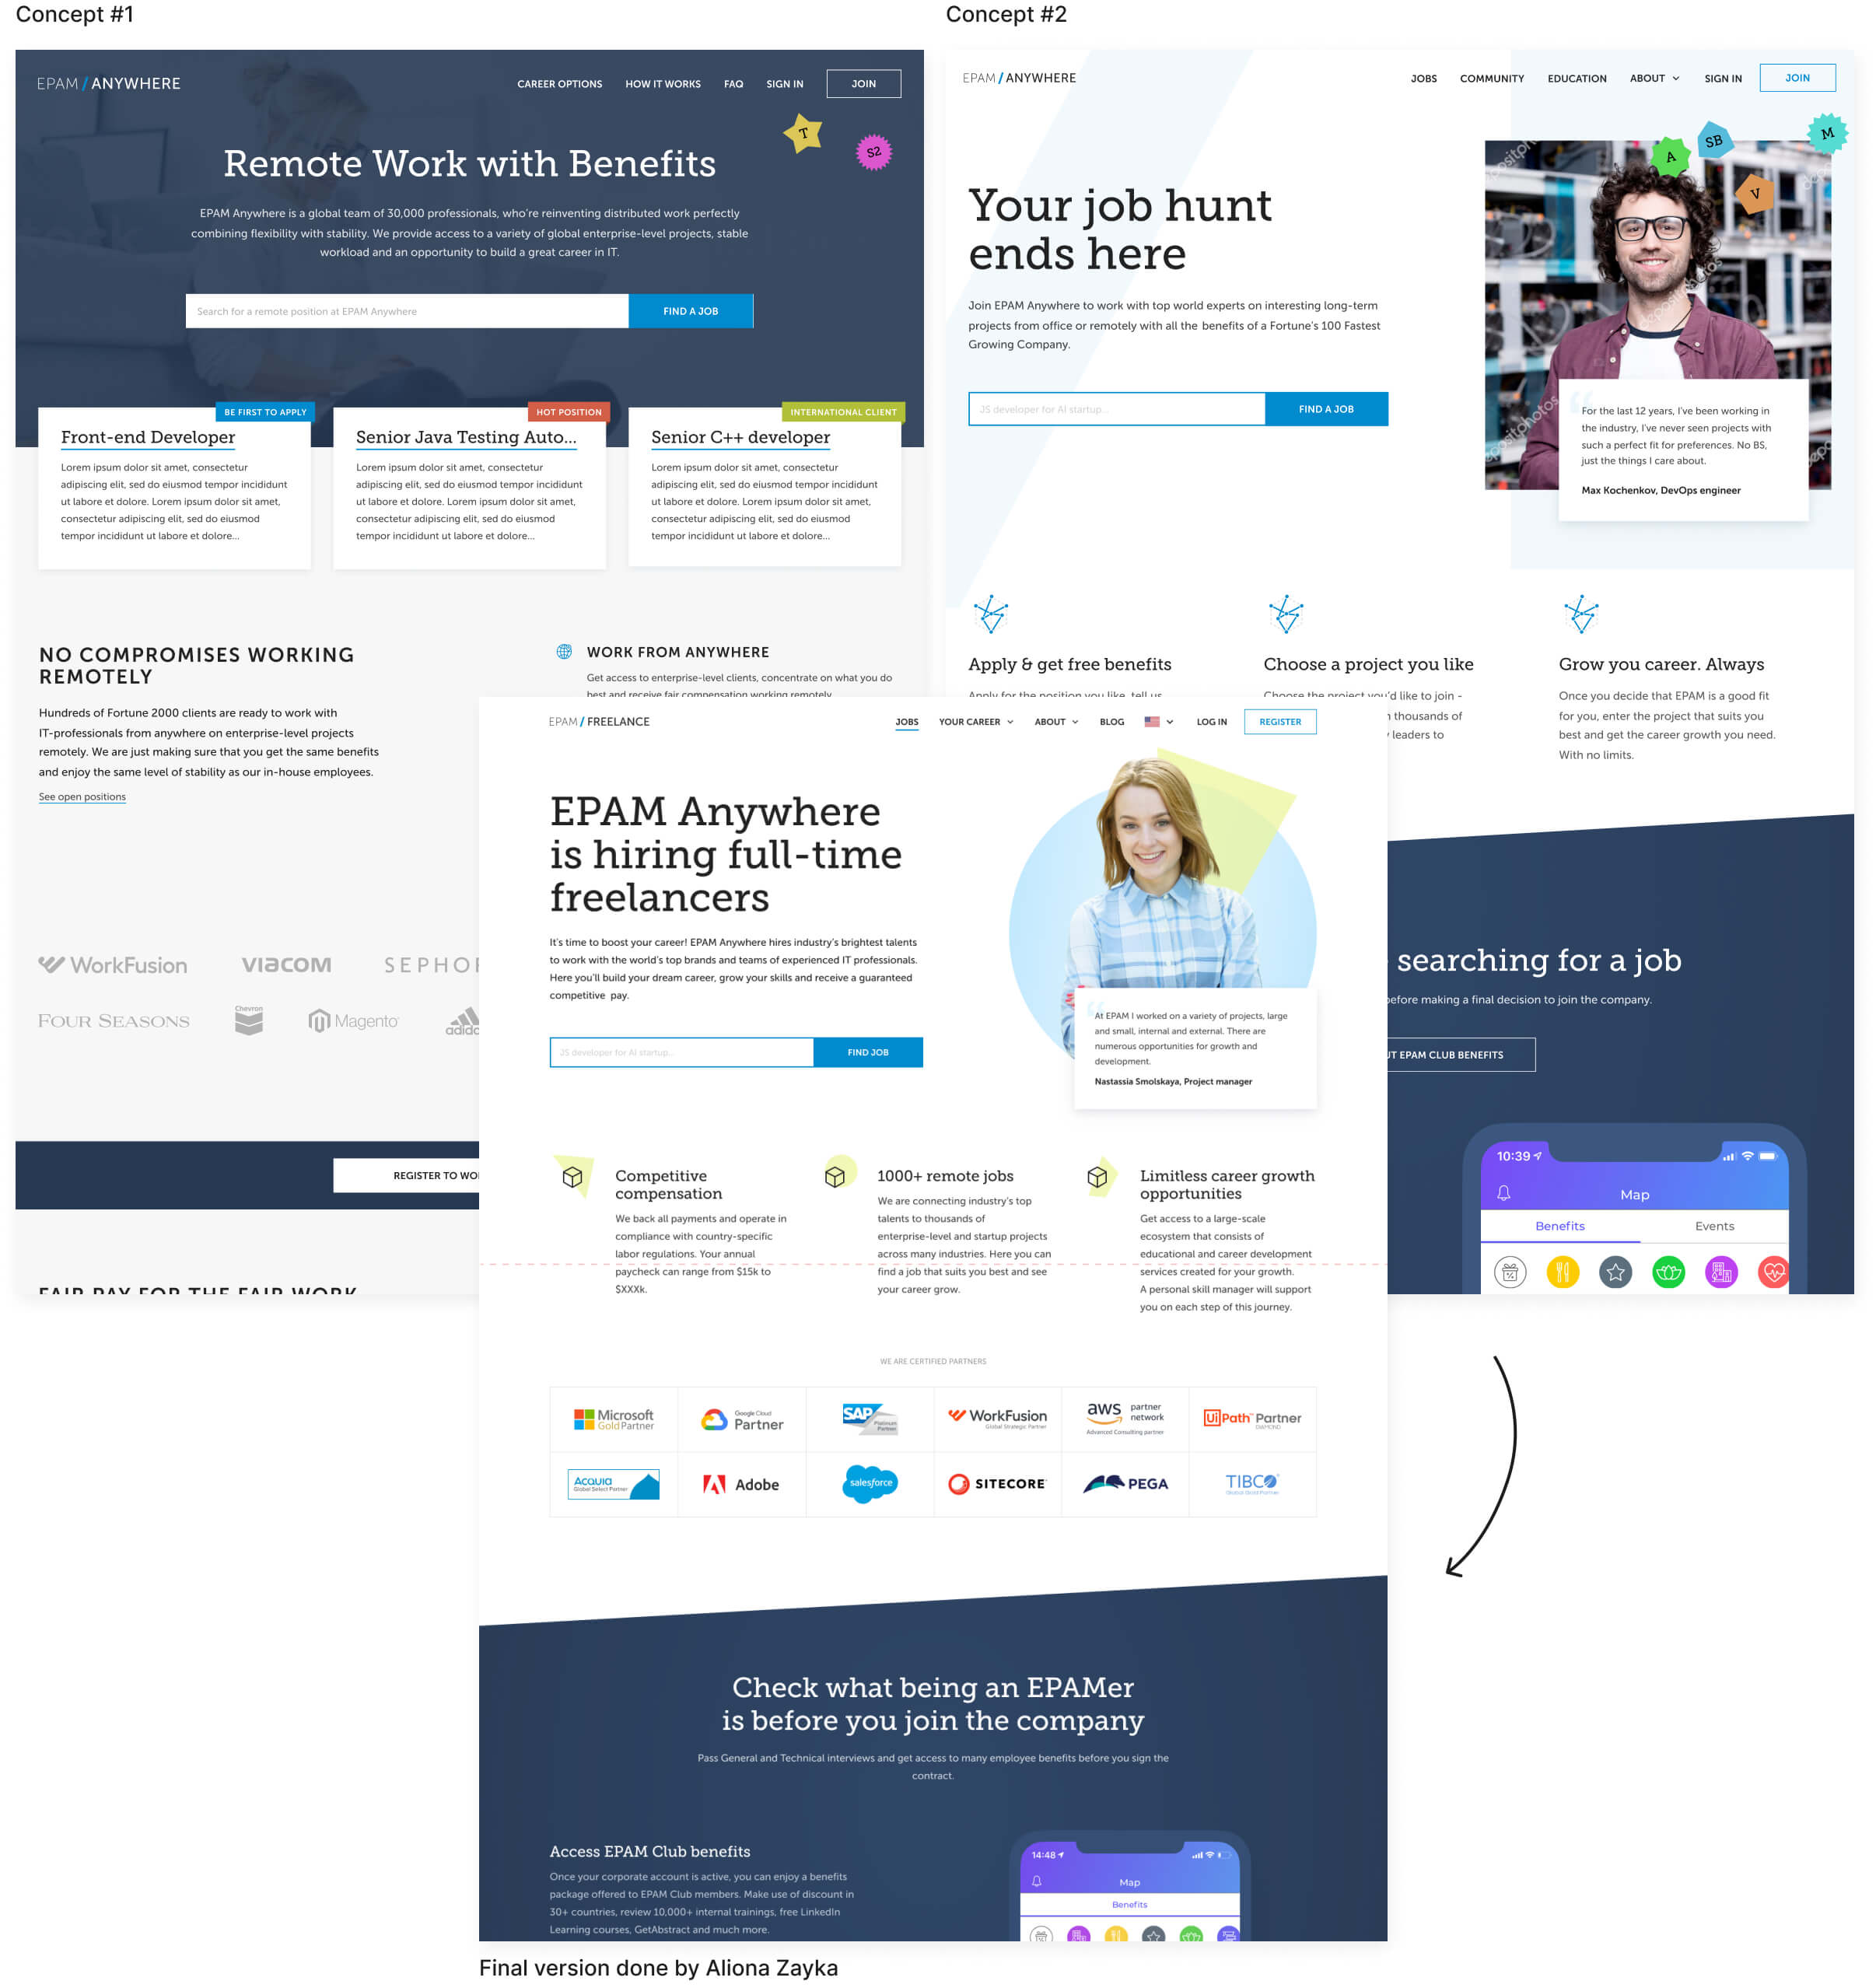 Concept #1
EPAM / ANYWHERE
CAREER OPTIONS
HOW IT WORKS
FAQ
SIGN IN
JOIN
T
S2
Remote Work with Benefits
EPAM Anywhere is a global team of 30,000 professionals, who're reinventing distributed work perfectly
combining flexibility with stability. We provide access to a variety of global enterprise-level projects, stable
workload and an opportunity to build a great career in IT.
Search for a remote position at EPAM Anywhere
FIND A JOB
BE FIRST TO APPLY
Front-end Developer
Lorem ipsum dolor sit amet, consectetur
adipiscing elit, sed do eiusmod tempor incididunt
ut labore et dolore. Lorem ipsum dolor sit amet,
consectetur adipiscing elit, sed do eiusmod
tempor incididunt ut labore et dolore...
HOT POSITION
Senior Java Testing Auto...
Lorem ipsum dolor sit amet, consectetur
adipiscing elit, sed do eiusmod tempor incididunt
ut labore et dolore. Lorem ipsum dolor sit amet,
consectetur adipiscing elit, sed do eiusmod
tempor incididunt ut labore et dolore...
INTERNATIONAL CLIENT
Senior C++ developer
Lorem ipsum dolor sit amet, consectetur
adipiscing elit, sed do eiusmod tempor incididunt
ut labore et dolore. Lorem ipsum dolor sit amet,
consectetur adipiscing elit, sed do eiusmod
tempor incididunt ut labore et dolore...
NO COMPROMISES WORKING
REMOTELY
Hundreds of Fortune 2000 clients are ready to work with
IT-professionals from anywhere on enterprise-level projects
remotely. We are just making sure that you get the same benefits
and enjoy the same level of stability as our in-house employees.
See open positions
WORK FROM ANYWHERE
Get access to enterprise-level clients, concentrate on what you do
best and receive fair compensation working remotely
WorkFusion
VIACOM
SEPHO
FOUR SEASONS
Chevron
Magento
adida
REGISTER TO WO
FAIR PAY FOR THE FAIR WORK
Concept #2
EPAM / ANYWHERE
JOBS
COMMUNITY
EDUCATION
ABOUT
SIGN IN
JOIN
A
SB
M
V
Your job hunt
ends here
Join EPAM Anywhere to work with top world experts on interesting long-term
projects from office or remotely with all the benefits of a Fortune's 100 Fastest
Growing Company.
JS developer for AI startup...
FIND A JOB
depositphotos
For the last 12 years, I've been working in
the industry, I've never seen projects with
such a perfect fit for preferences. No BS,
just the things I care about.
Max Kochenkov, DevOps engineer
Apply & get free benefits
Apply for the position you like, tell us
Choose a project you like
Choose the project you'd like to join -
thousands of
leaders to
Grow you career. Always
Once you decide that EPAM is a good fit
for you, enter the project that suits you
best and get the career growth you need.
With no limits.
searching for a job
before making a final decision to join the company.
UT EPAM CLUB BENEFITS
10:39
Map
Benefits
Events
EPAM / FREELANCE
JOBS
YOUR CAREER
ABOUT
BLOG
LOG IN
REGISTER
EPAM Anywhere
is hiring full-time
freelancers
It's time to boost your career! EPAM Anywhere hires industry's brightest talents
to work with the world's top brands and teams of experienced IT professionals.
Here you'll build your dream career, grow your skills and receive a guaranteed
competitive pay.
JS developer for AI startup...
FIND JOB
At EPAM I worked on a variety of projects, large
and small, internal and external. There are
numerous opportunities for growth and
development.
Nastassia Smolskaya, Project manager
Competitive
compensation
We back all payments and operate in
compliance with country-specific
labor regulations. Your annual
paycheck can range from $15k to
$XXXk.
1000+ remote jobs
We are connecting industry's top
talents to thousands of
enterprise-level and startup projects
across many industries. Here you can
find a job that suits you best and see
your career grow.
Limitless career growth
opportunities
Get access to a large-scale
ecosystem that consists of
educational and career development
services created for your growth.
A personal skill manager will support
you on each step of this journey.
WE ARE CERTIFIED PARTNERS
Microsoft
Gold Partner
Google Cloud
Partner
SAP
Platinum
Partner
WorkFusion
Global Strategic Partner
aws partner
network
Advanced Consulting partner
UiPath Partner
DIAMOND
Acquia
Global Select Partner
Adobe
salesforce
SITECORE
PEGA
TIBCO
Global Gold Partner
Check what being an EPAMer
is before you join the company
Pass General and Technical interviews and get access to many employee benefits before you sign the
contract.
Access EPAM Club benefits
Once your corporate account is active, you can enjoy a benefits
package offered to EPAM Club members. Make use of discount in
30+ countries, review 10,000+ internal trainings, free LinkedIn
Learning courses, GetAbstract and much more.
14:48
Map
Benefits
Final version done by Aliona Zayka